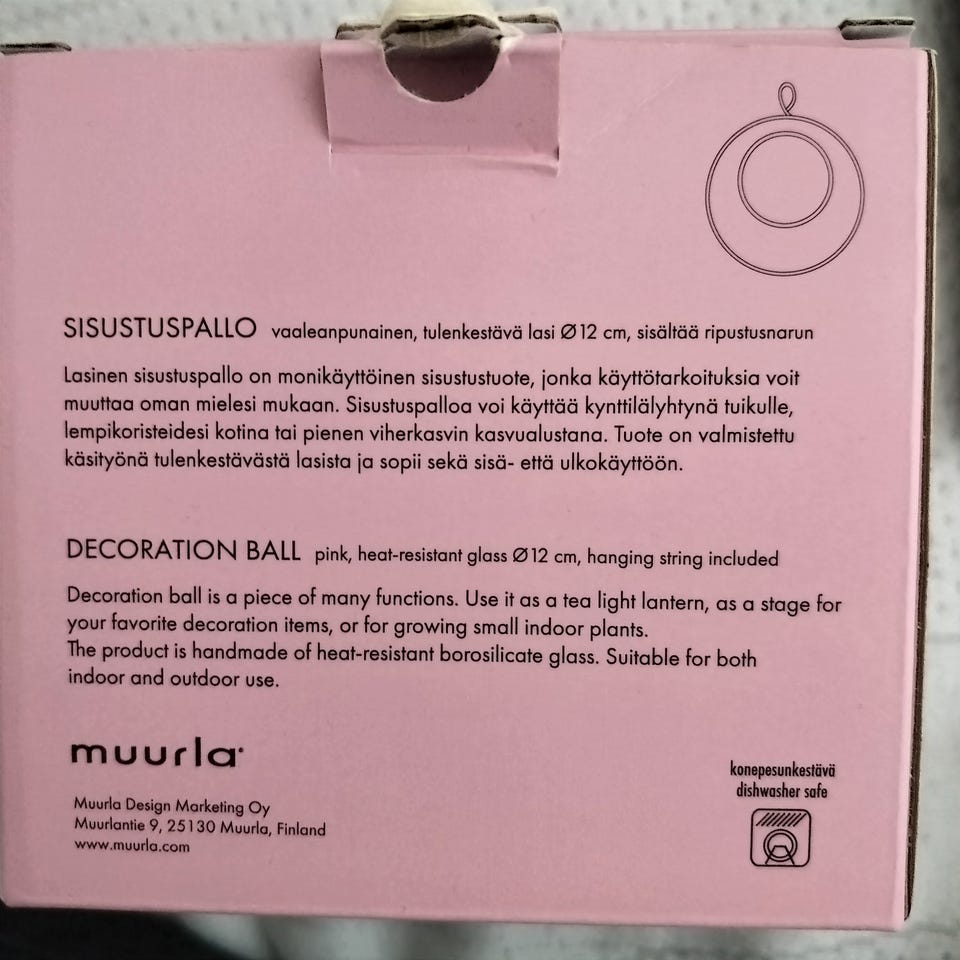 SISUSTUSPALLO vaaleanpunainen, tulenkestävä lasi Ø12 cm, sisältää ripustusnarun
Lasinen sisustuspallo on monikäyttöinen sisustustuote, jonka käyttötarkoituksia voit
muuttaa oman mielesi mukaan. Sisustuspalloa voi käyttää kynttilälyhtynä tuikulle,
lempikoristeidesi kotina tai pienen viherkasvin kasvualustana. Tuote on valmistettu
käsityönä tulenkestävästä lasista ja sopii sekä sisä- että ulkokäyttöön.
DECORATION BALL pink, heat-resistant glass Ø12 cm, hanging string included
Decoration ball is a piece of many functions. Use it as a tea light lantern, as a stage for
your favorite decoration items, or for growing small indoor plants.
The product is handmade of heat-resistant borosilicate glass. Suitable for both
indoor and outdoor use.
muurla
Muurla Design Marketing Oy
Muurlantie 9, 25130 Muurla, Finland
www.muurla.com
konepesunkestävä
dishwasher safe